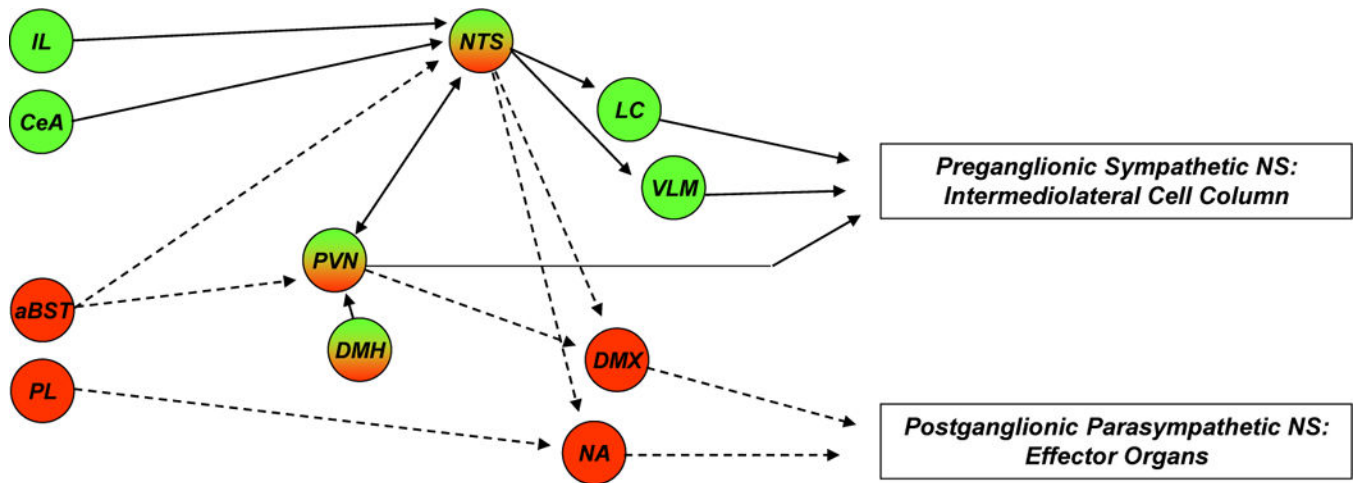 IL
NTS
CeA
LC
VLM
Preganglionic Sympathetic NS:
Intermediolateral Cell Column
PVN
aBST
DMH
DMX
PL
NA
Postganglionic Parasympathetic NS:
Effector Organs